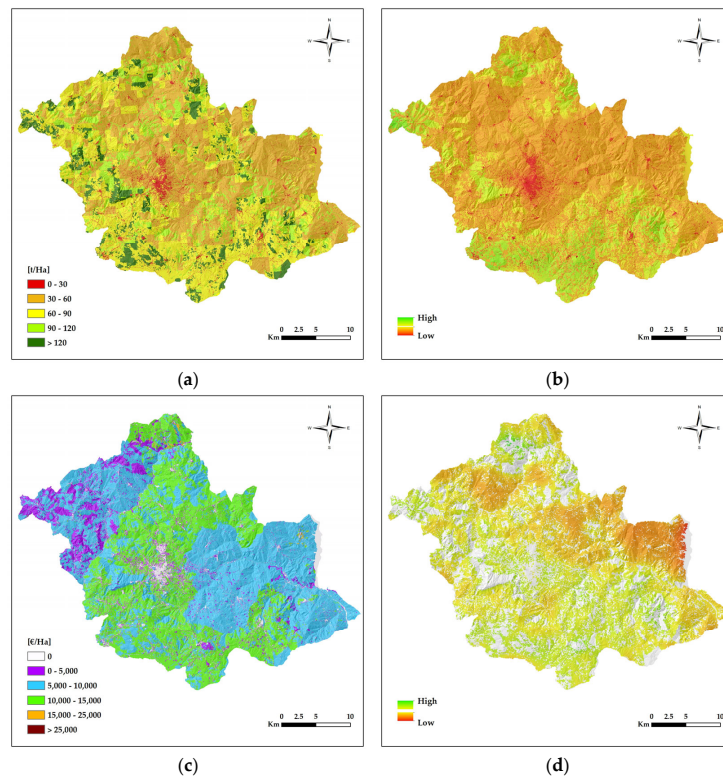 N
W E
S
[t/Ha]
0 - 30
30 - 60
60 - 90
90 - 120
> 120
0 2.5 5 10
Km
(a)
N
W E
S
High
Low
0 2.5 5 10
Km
(b)
N
W E
S
[€/Ha]
0
0 - 5,000
5,000 - 10,000
10,000 - 15,000
15,000 - 25,000
> 25,000
0 2.5 5 10
Km
(c)
N
W E
S
High
Low
0 2.5 5 10
Km
(d)